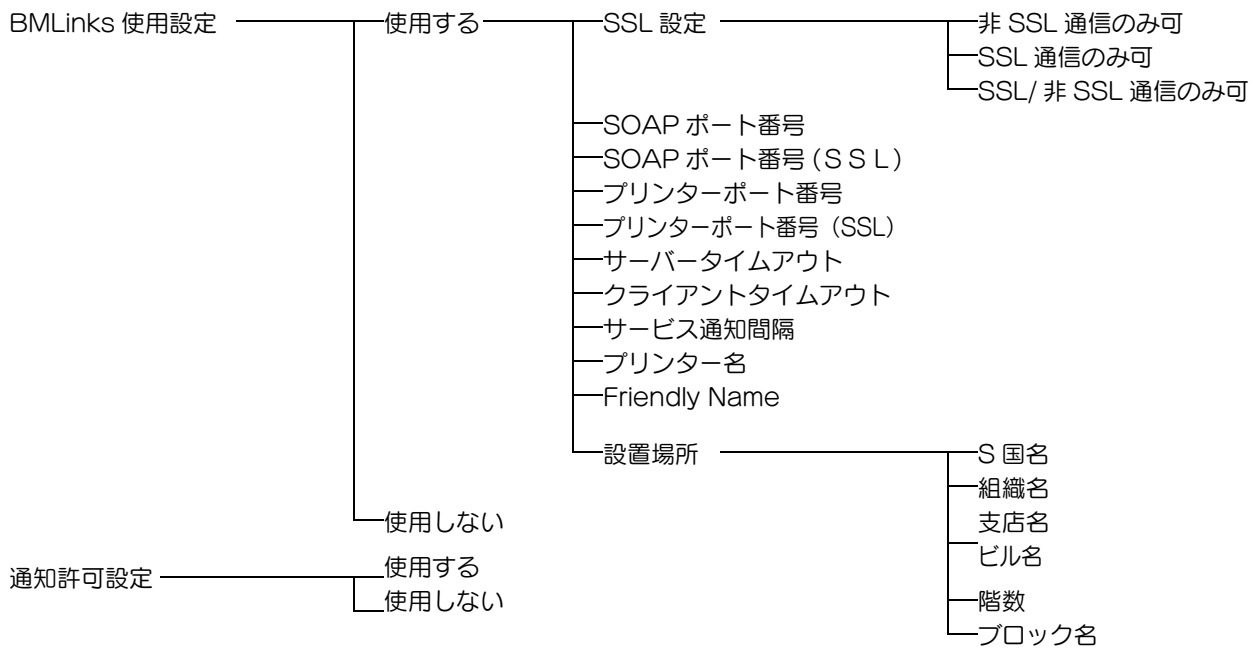 BMLinks 使用設定 使用する SSL 設定 非 SSL 通信のみ可
SSL 通信のみ可
SSL/ 非 SSL 通信のみ可
SOAP ポート番号
SOAP ポート番号 (S S L)
プリンターポート番号
プリンターポート番号（SSL）
サーバータイムアウト
クライアントタイムアウト
サービス通知間隔
プリンター名
Friendly Name
設置場所 S 国名
組織名
支店名
ビル名
階数
ブロック名
使用しない
通知許可設定 使用する
使用しない